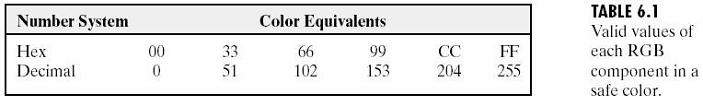 Number System Color Equivalents
Hex 00 33 66 99 CC FF
Decimal 0 51 102 153 204 255
TABLE 6.1
Valid values of
each RGB
component in a
safe color.